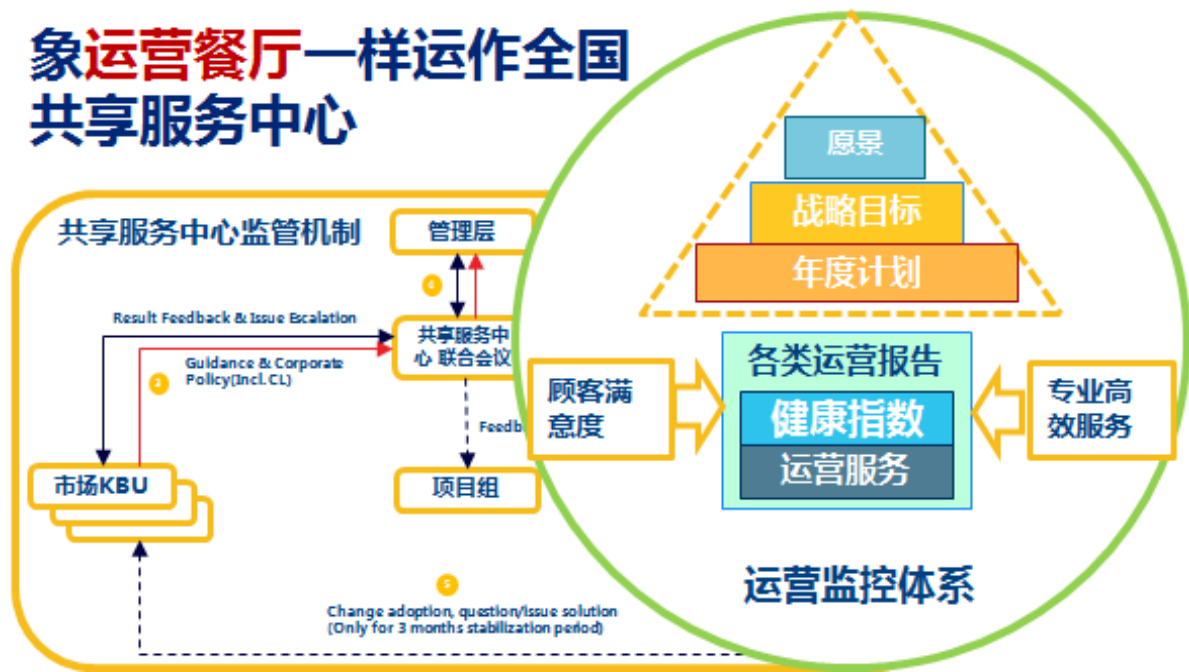 象运营餐厅一样运作全国
共享服务中心
共享服务中心监管机制
管理层
4
Result Feedback & Issue Escalation
共享服务中
心 联合会议
Guidance & Corporate
Policy(Incl. CL)
Feedb
市场KBU
项目组
5
Change adoption, question/issue solution
(Only for 3 months stabilization period)
愿景
战略目标
年度计划
各类运营报告
健康指数
运营服务
顾客满
意度
专业高
效服务
运营监控体系